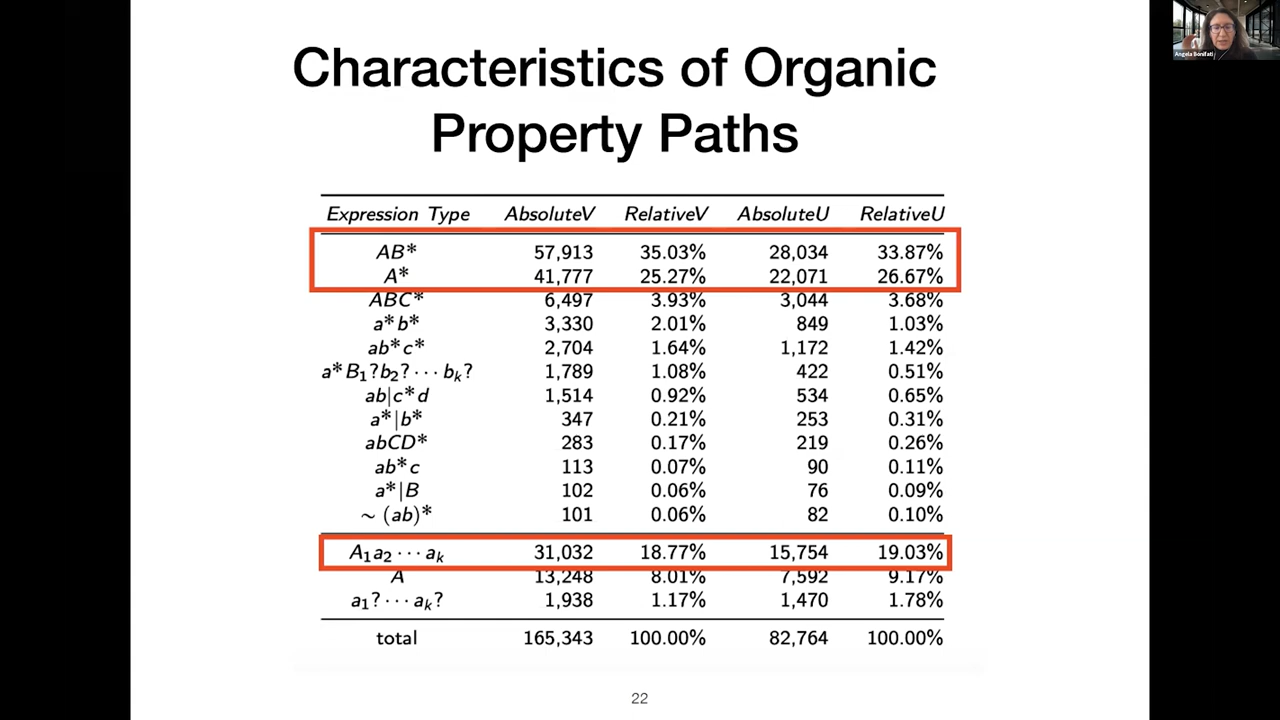 Characteristics of Organic
Property Paths
Angela Bonifati
Expression Type AbsoluteV RelativeV AbsoluteU RelativeU
AB* 57,913 35.03% 28,034 33.87%
A* 41,777 25.27% 22,071 26.67%
ABC* 6,497 3.93% 3,044 3.68%
a*b* 3,330 2.01% 849 1.03%
ab*c* 2,704 1.64% 1,172 1.42%
a*B₁?b₂?···bₖ? 1,789 1.08% 422 0.51%
ab|c*d 1,514 0.92% 534 0.65%
a*|b* 347 0.21% 253 0.31%
abCD* 283 0.17% 219 0.26%
ab*c 113 0.07% 90 0.11%
a*|B 102 0.06% 76 0.09%
~ (ab)* 101 0.06% 82 0.10%
A₁a₂···aₖ 31,032 18.77% 15,754 19.03%
A 13,248 8.01% 7,592 9.17%
a₁?···aₖ? 1,938 1.17% 1,470 1.78%
total 165,343 100.00% 82,764 100.00%
22